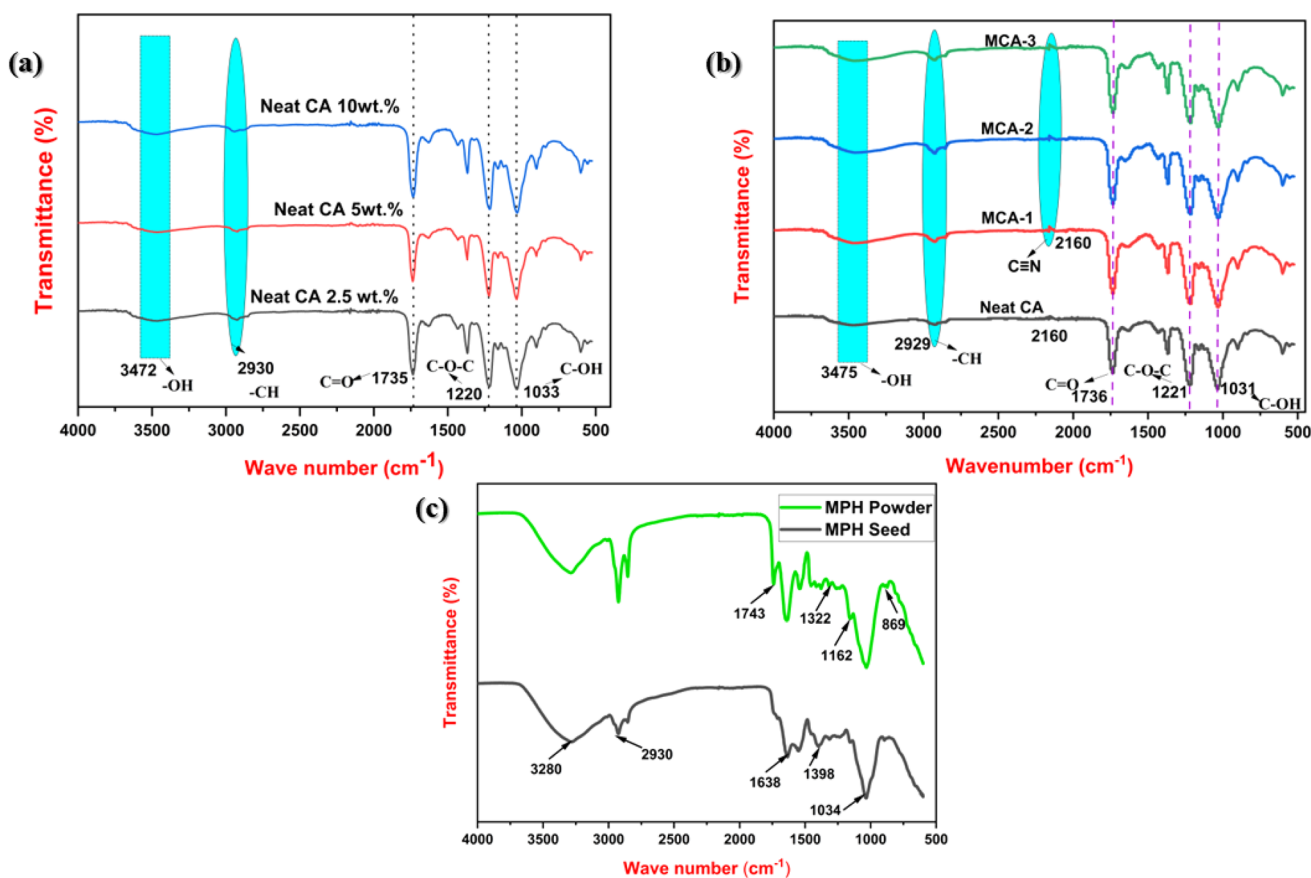 (a)
Neat CA 10wt.%
Neat CA 5wt.%
Neat CA 2.5 wt.%
3472
-OH
2930
-CH
C=O
1735
C-O-C
1220
1033
C-OH
4000 3500 3000 2500 2000 1500 1000 500
Wave number (cm-1)
Transmittance (%)
(b)
MCA-3
MCA-2
MCA-1
2160
C≡N
Neat CA
2160
3475
-OH
2929
-CH
C=O
1736
C-O-C
1221
1031
C-OH
4000 3500 3000 2500 2000 1500 1000 500
Wavenumber (cm-1)
Transmittance (%)
(c)
MPH Powder
MPH Seed
1743
1322
1162
869
3280
2930
1638
1398
1034
4000 3500 3000 2500 2000 1500 1000 500
Wave number (cm-1)
Transmittance (%)